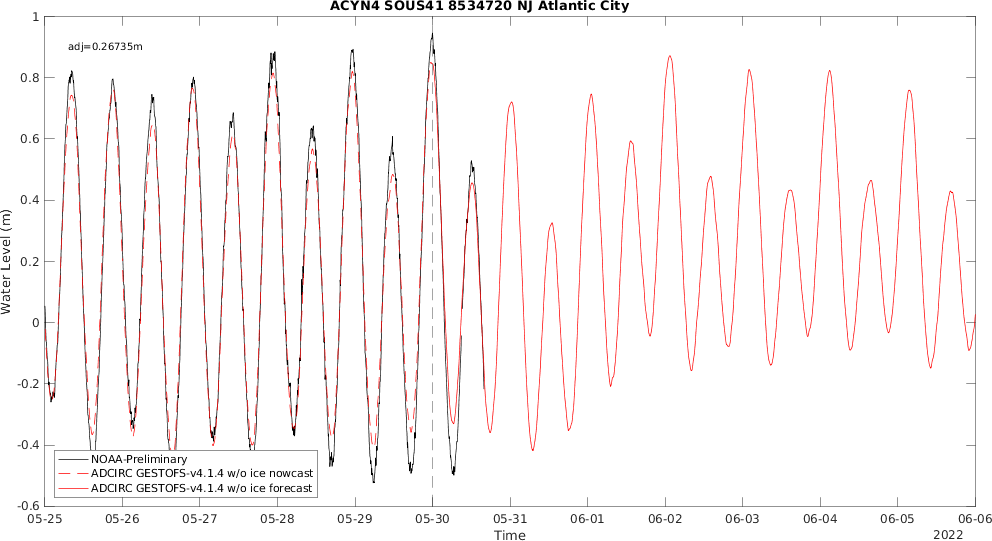 ACYN4 SOUS41 8534720 NJ Atlantic City
adj=0.26735m
Water Level (m)
1
0.8
0.6
0.4
0.2
0
-0.2
-0.4
-0.6
NOAA-Preliminary
ADCIRC GESTOFS-v4.1.4 w/o ice nowcast
ADCIRC GESTOFS-v4.1.4 w/o ice forecast
05-25 05-26 05-27 05-28 05-29 05-30 05-31 06-01 06-02 06-03 06-04 06-05 06-06
Time
2022